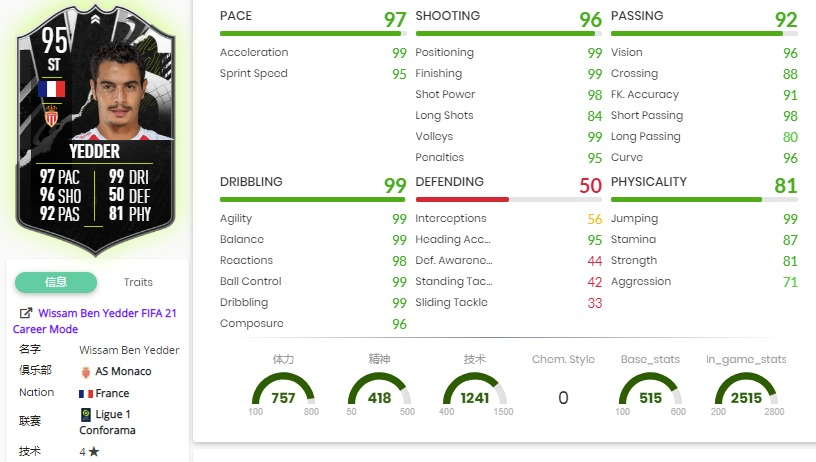 95
ST
YEDDER
97 PAC 99 DRI
96 SHO 50 DEF
92 PAS 81 PHY
信息 Traits
Wissam Ben Yedder FIFA 21
Career Mode
名字 Wissam Ben Yedder
俱乐部 AS Monaco
Nation France
联赛 Ligue 1
Conforama
技术 4★
PACE 97
Acceleration 99
Sprint Speed 95
SHOOTING 96
Positioning 99
Finishing 99
Shot Power 98
Long Shots 84
Volleys 99
Penalties 95
PASSING 92
Vision 96
Crossing 88
FK. Accuracy 91
Short Passing 98
Long Passing 80
Curve 96
DRIBBLING 99
Agility 99
Balance 99
Reactions 98
Ball Control 99
Dribbling 99
Composure 96
DEFENDING 50
Interceptions 56
Heading Acc... 95
Def. Awarene... 44
Standing Tac... 42
Sliding Tackle 33
PHYSICALITY 81
Jumping 99
Stamina 87
Strength 81
Aggression 71
体力 精神 技术 Chem. Style Base_stats In_game_stats
757 418 1241 0 515 2515
100 800 50 500 400 1500 100 600 200 2800